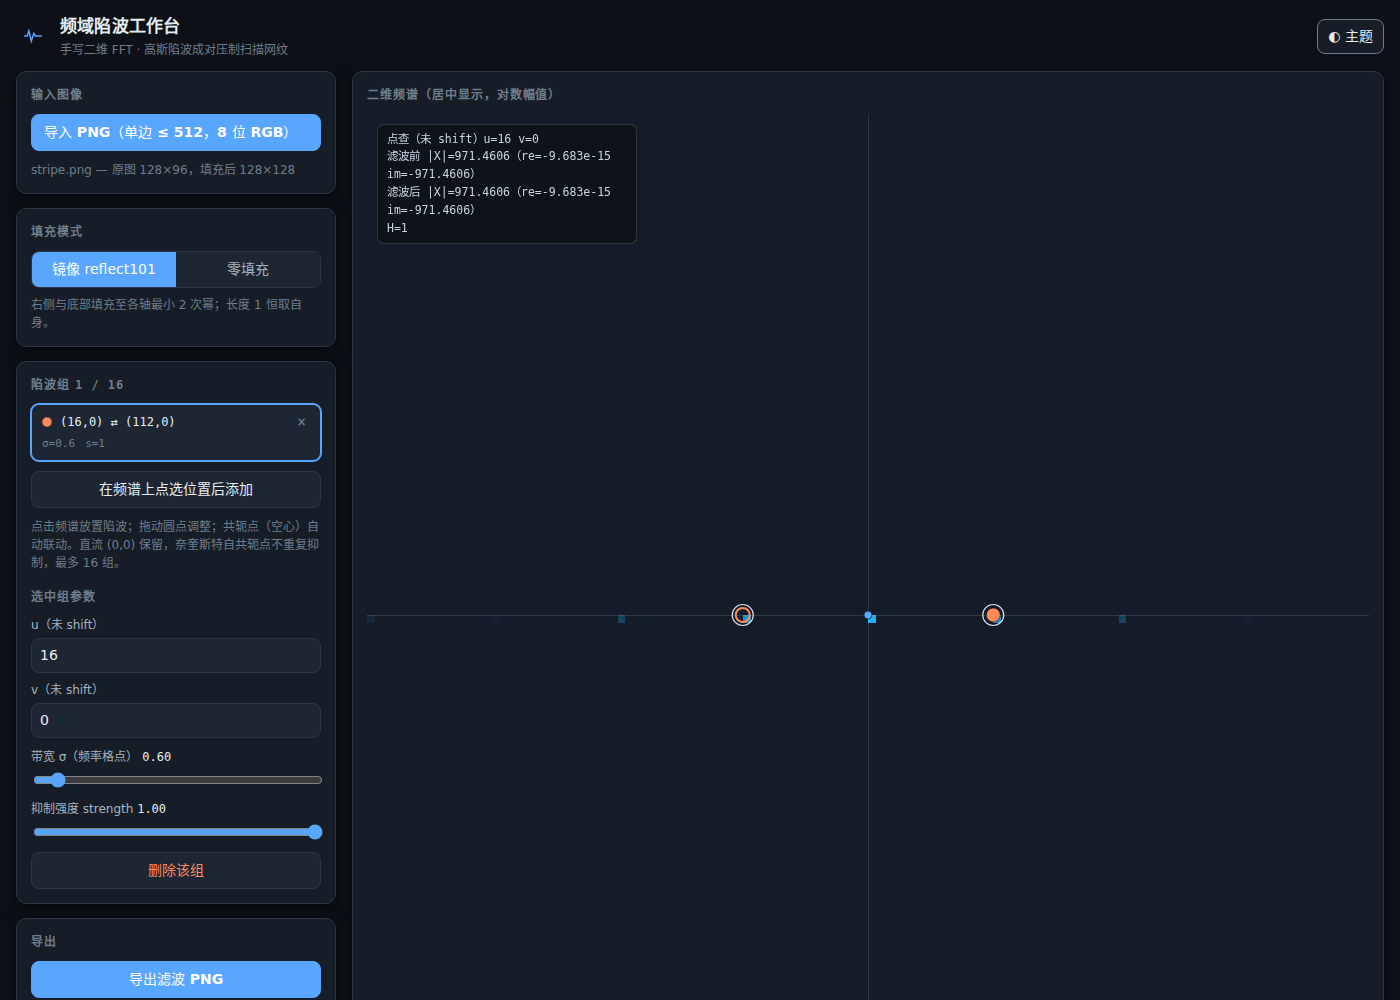 频域陷波工作台
手写二维 FFT · 高斯陷波成对压制扫描网纹
◐ 主题
输入图像
导入 PNG（单边 ≤ 512，8 位 RGB）
stripe.png — 原图 128×96，填充后 128×128
填充模式
镜像 reflect101
零填充
右侧与底部填充至各轴最小 2 次幂；长度 1 恒取自
身。
陷波组 1 / 16
(16,0) ⇄ (112,0)
×
σ=0.6 s=1
在频谱上点选位置后添加
点击频谱放置陷波；拖动圆点调整；共轭点（空心）自
动联动。直流 (0,0) 保留，奈奎斯特自共轭点不重复抑
制，最多 16 组。
选中组参数
u（未 shift）
16
v（未 shift）
0
带宽 σ（频率格点） 0.60
抑制强度 strength 1.00
删除该组
导出
导出滤波 PNG
二维频谱（居中显示，对数幅值）
点查（未 shift）u=16 v=0
滤波前 |X|=971.4606（re=-9.683e-15
im=-971.4606）
滤波后 |X|=971.4606（re=-9.683e-15
im=-971.4606）
H=1